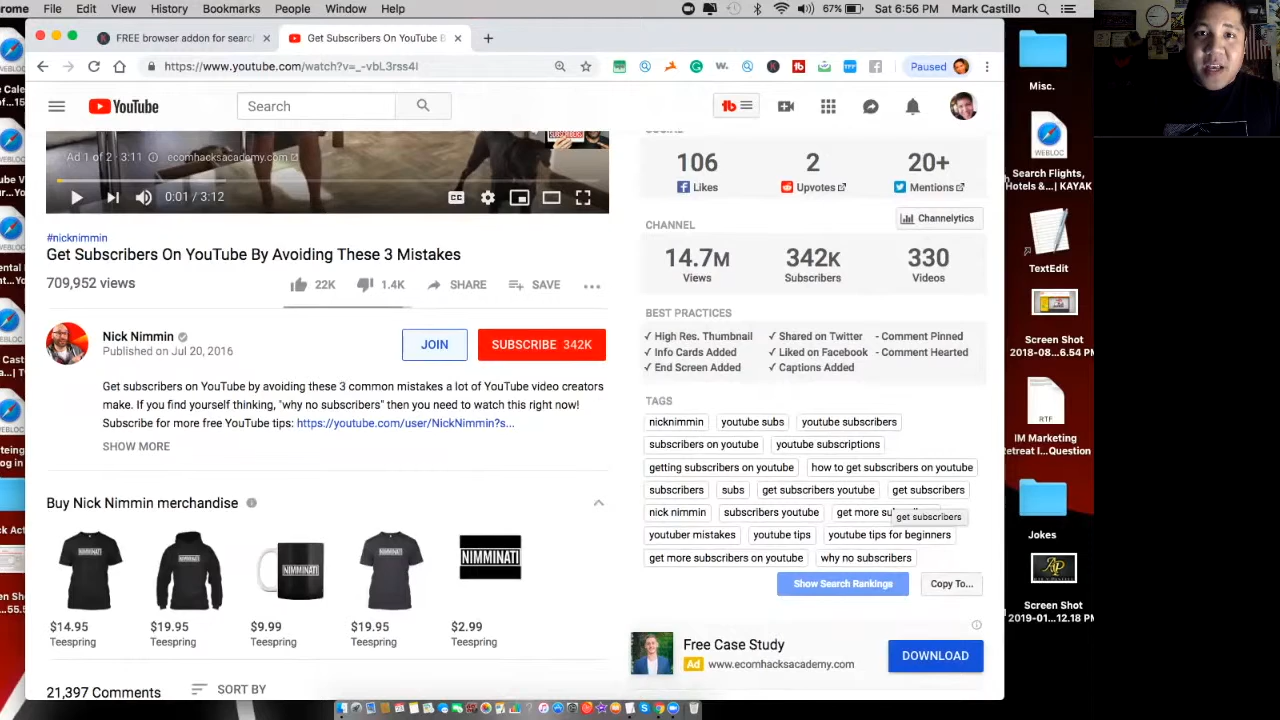 rome File Edit View History Bookmarks People Window Help 67% Sat 6:56 PM Mark Castillo
FREE browser addon for searc × Get Subscribers On YouTube B × +
https://www.youtube.com/watch?v=_-vbL3rss4I Paused
YouTube Search
Misc.
WEBLOC
Search Flights,
Hotels &...| KAYAK
TextEdit
Screen Shot
2018-08...6.54 PM
RTF
IM Marketing
Retreat I...Question
Jokes
AP
Screen Shot
2019-01...12.18 PM
Ad 1 of 2 · 3:11 ecomhacksacademy.com
0:01 / 3:12
#nicknimmin
Get Subscribers On YouTube By Avoiding These 3 Mistakes
709,952 views 22K 1.4K SHARE SAVE
Nick Nimmin
Published on Jul 20, 2016
JOIN SUBSCRIBE 342K
Get subscribers on YouTube by avoiding these 3 common mistakes a lot of YouTube video creators
make. If you find yourself thinking, "why no subscribers" then you need to watch this right now!
Subscribe for more free YouTube tips: https://youtube.com/user/NickNimmin?s...
SHOW MORE
Buy Nick Nimmin merchandise
NIMMINATI
$14.95 $19.95 $9.99 $19.95 $2.99
Teespring Teespring Teespring Teespring Teespring
21,397 Comments SORT BY
106 2 20+
Likes Upvotes Mentions
CHANNEL Channelytics
14.7M 342K 330
Views Subscribers Videos
BEST PRACTICES
✓ High Res. Thumbnail ✓ Shared on Twitter - Comment Pinned
✓ Info Cards Added ✓ Liked on Facebook - Comment Hearted
✓ End Screen Added ✓ Captions Added
TAGS
nicknimmin youtube subs youtube subscribers
subscribers on youtube youtube subscriptions
getting subscribers on youtube how to get subscribers on youtube
subscribers subs get subscribers youtube get subscribers
nick nimmin subscribers youtube get more get subscribers
youtuber mistakes youtube tips youtube tips for beginners
get more subscribers on youtube why no subscribers
Show Search Rankings Copy To...
Free Case Study
Ad www.ecomhacksacademy.com
DOWNLOAD